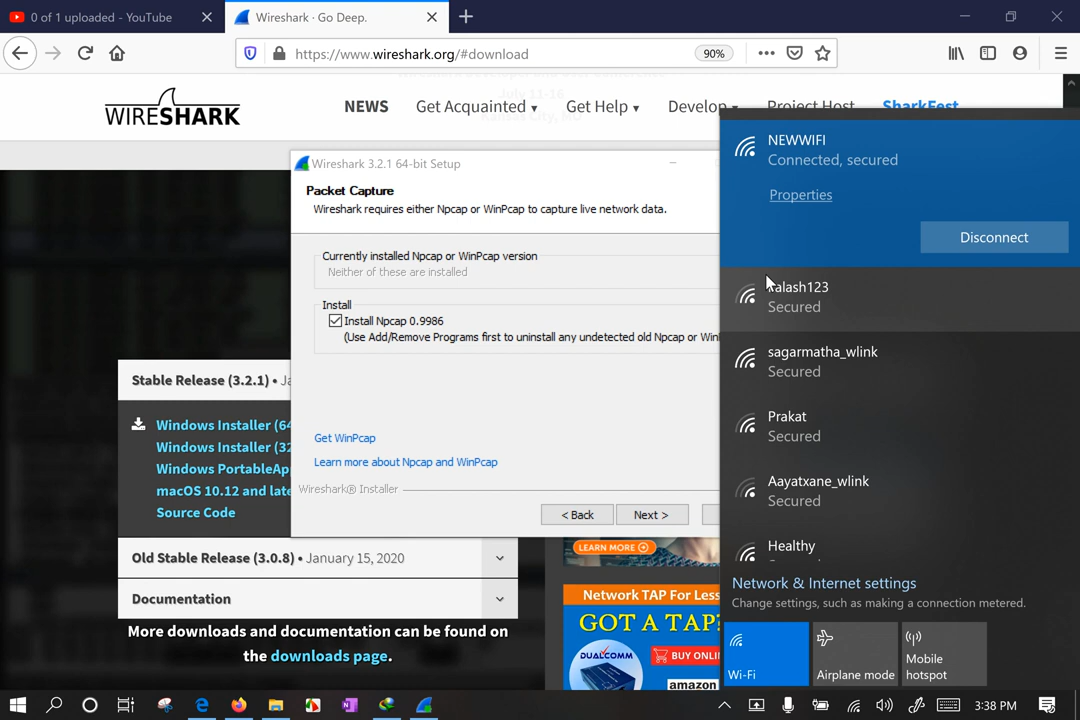 0 of 1 uploaded - YouTube
Wireshark · Go Deep.
https://www.wireshark.org/#download
90%
July 11-16
Kansas City, MO
WIRESHARK
NEWS
Get Acquainted
Get Help
Develop
Project Host
SharkFest
Wireshark 3.2.1 64-bit Setup
Packet Capture
Wireshark requires either Npcap or WinPcap to capture live network data.
Currently installed Npcap or WinPcap version
Neither of these are installed
Install
Install Npcap 0.9986
(Use Add/Remove Programs first to uninstall any undetected old Npcap or Win
Get WinPcap
Learn more about Npcap and WinPcap
Wireshark® Installer
< Back
Next >
Stable Release (3.2.1) • Ja
Windows Installer (64
Windows Installer (32
Windows PortableApp
macOS 10.12 and late
Source Code
Old Stable Release (3.0.8) • January 15, 2020
Documentation
More downloads and documentation can be found on
the downloads page.
LEARN MORE
Network TAP For Less
GOT A TAP?
DUALCOMM
BUY ONLI
amazon
NEWWIFI
Connected, secured
Properties
Disconnect
alash123
Secured
sagarmatha_wlink
Secured
Prakat
Secured
Aayatxane_wlink
Secured
Healthy
Network & Internet settings
Change settings, such as making a connection metered.
Wi-Fi
Airplane mode
Mobile
hotspot
3:38 PM